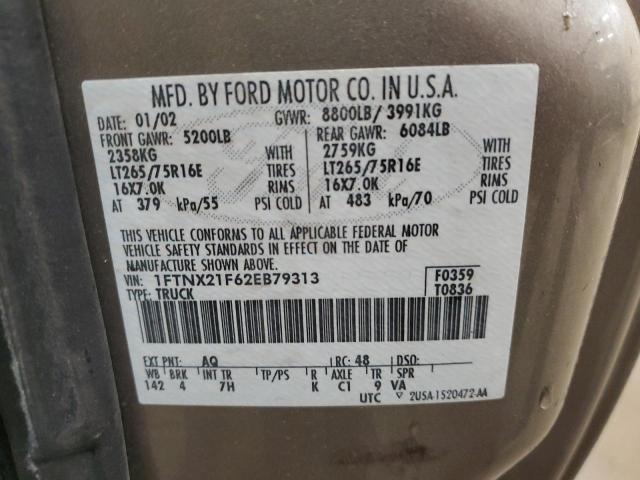 MFD. BY FORD MOTOR CO. IN U.S.A.
DATE: 01/02 GVWR: 8800LB/ 3991KG
FRONT GAWR: 5200LB REAR GAWR: 6084LB
2358KG WITH 2759KG WITH
LT265/75R16E TIRES LT265/75R16E TIRES
16X7.0K RIMS 16X7.0K RIMS
AT 379 kPa/55 PSI COLD AT 483 kPa/70 PSI COLD
THIS VEHICLE CONFORMS TO ALL APPLICABLE FEDERAL MOTOR
VEHICLE SAFETY STANDARDS IN EFFECT ON THE DATE OF
MANUFACTURE SHOWN ABOVE.
VIN: 1FTNX21F62EB79313 F0359
TYPE: TRUCK T0836
EXT PNT: AQ RC: 48 DSO:
WB BRK INT TR TP/PS R AXLE TR SPR
142 4 7H K C1 9 VA
UTC ▽ 2USA1520472AA